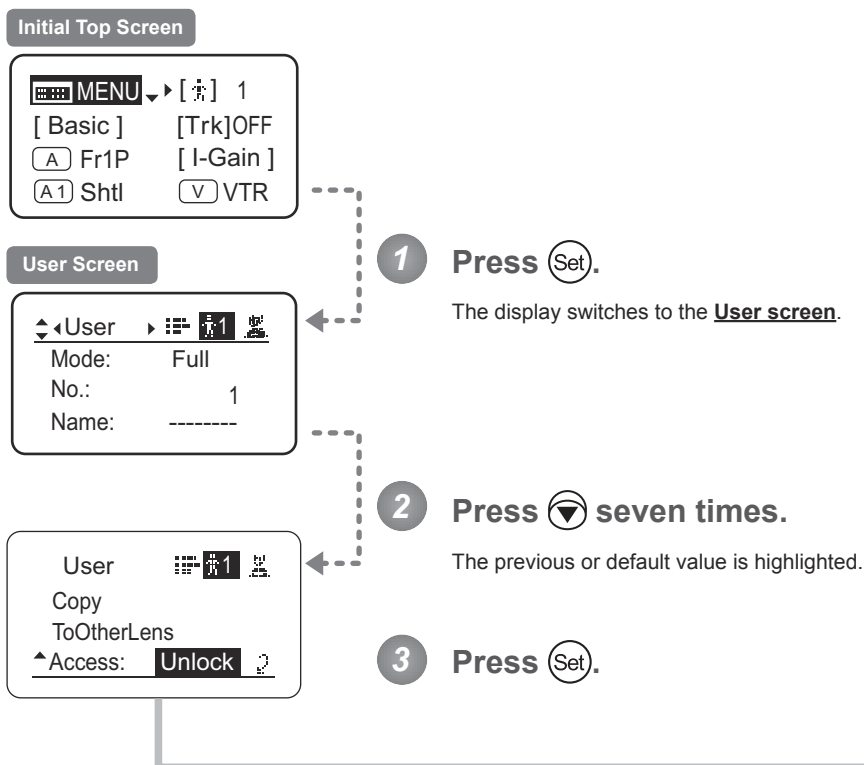 Initial Top Screen
MENU [ ] 1
[ Basic ] [Trk]OFF
A Fr1P [ I-Gain ]
A1 Shtl V VTR
1 Press Set.
The display switches to the User screen.
User Screen
User 1
Mode: Full
No.: 1
Name: --------
2 Press seven times.
The previous or default value is highlighted.
User 1
Copy
ToOtherLens
Access: Unlock
3 Press Set.